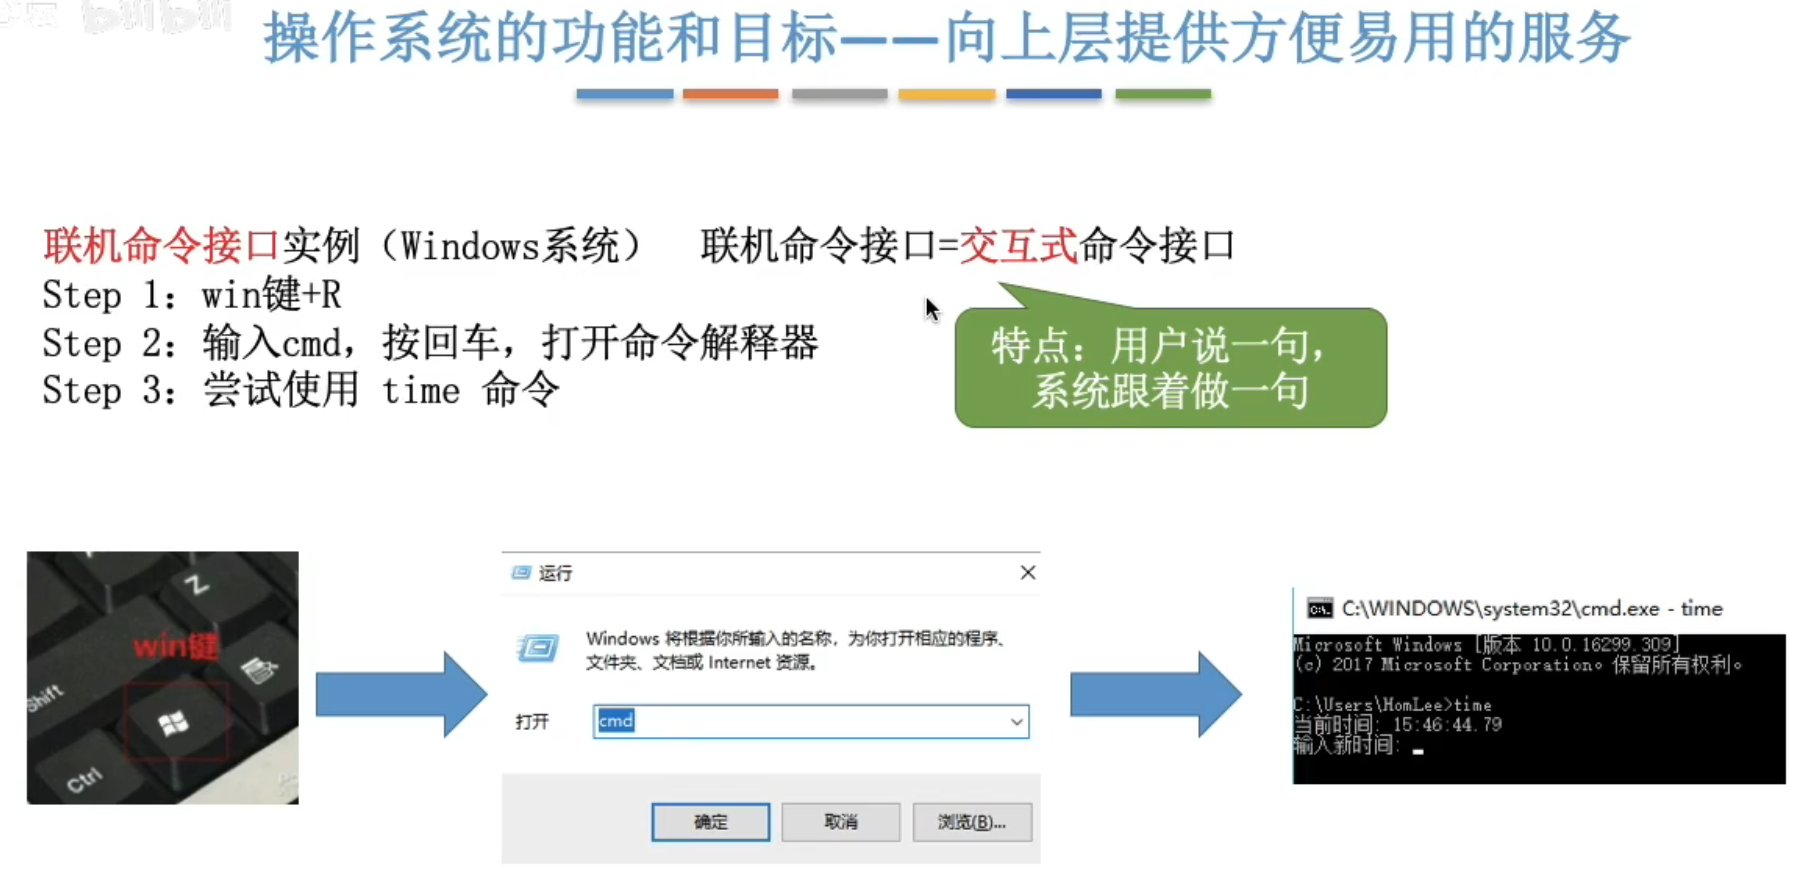 bilibili
操作系统的功能和目标——向上层提供方便易用的服务
联机命令接口实例（Windows系统） 联机命令接口=交互式命令接口
Step 1：win键+R
Step 2：输入cmd，按回车，打开命令解释器
Step 3：尝试使用 time 命令
特点：用户说一句，
系统跟着做一句
Z
win键
Shift
Ctrl
运行
Windows 将根据你所输入的名称，为你打开相应的程序、
文件夹、文档或 Internet 资源。
打开
cmd
确定 取消 浏览(B)...
C:\WINDOWS\system32\cmd.exe - time
Microsoft Windows [版本 10.0.16299.309]
(c) 2017 Microsoft Corporation。保留所有权利。
C:\Users\HomLee>time
当前时间: 15:46:44.79
输入新时间: